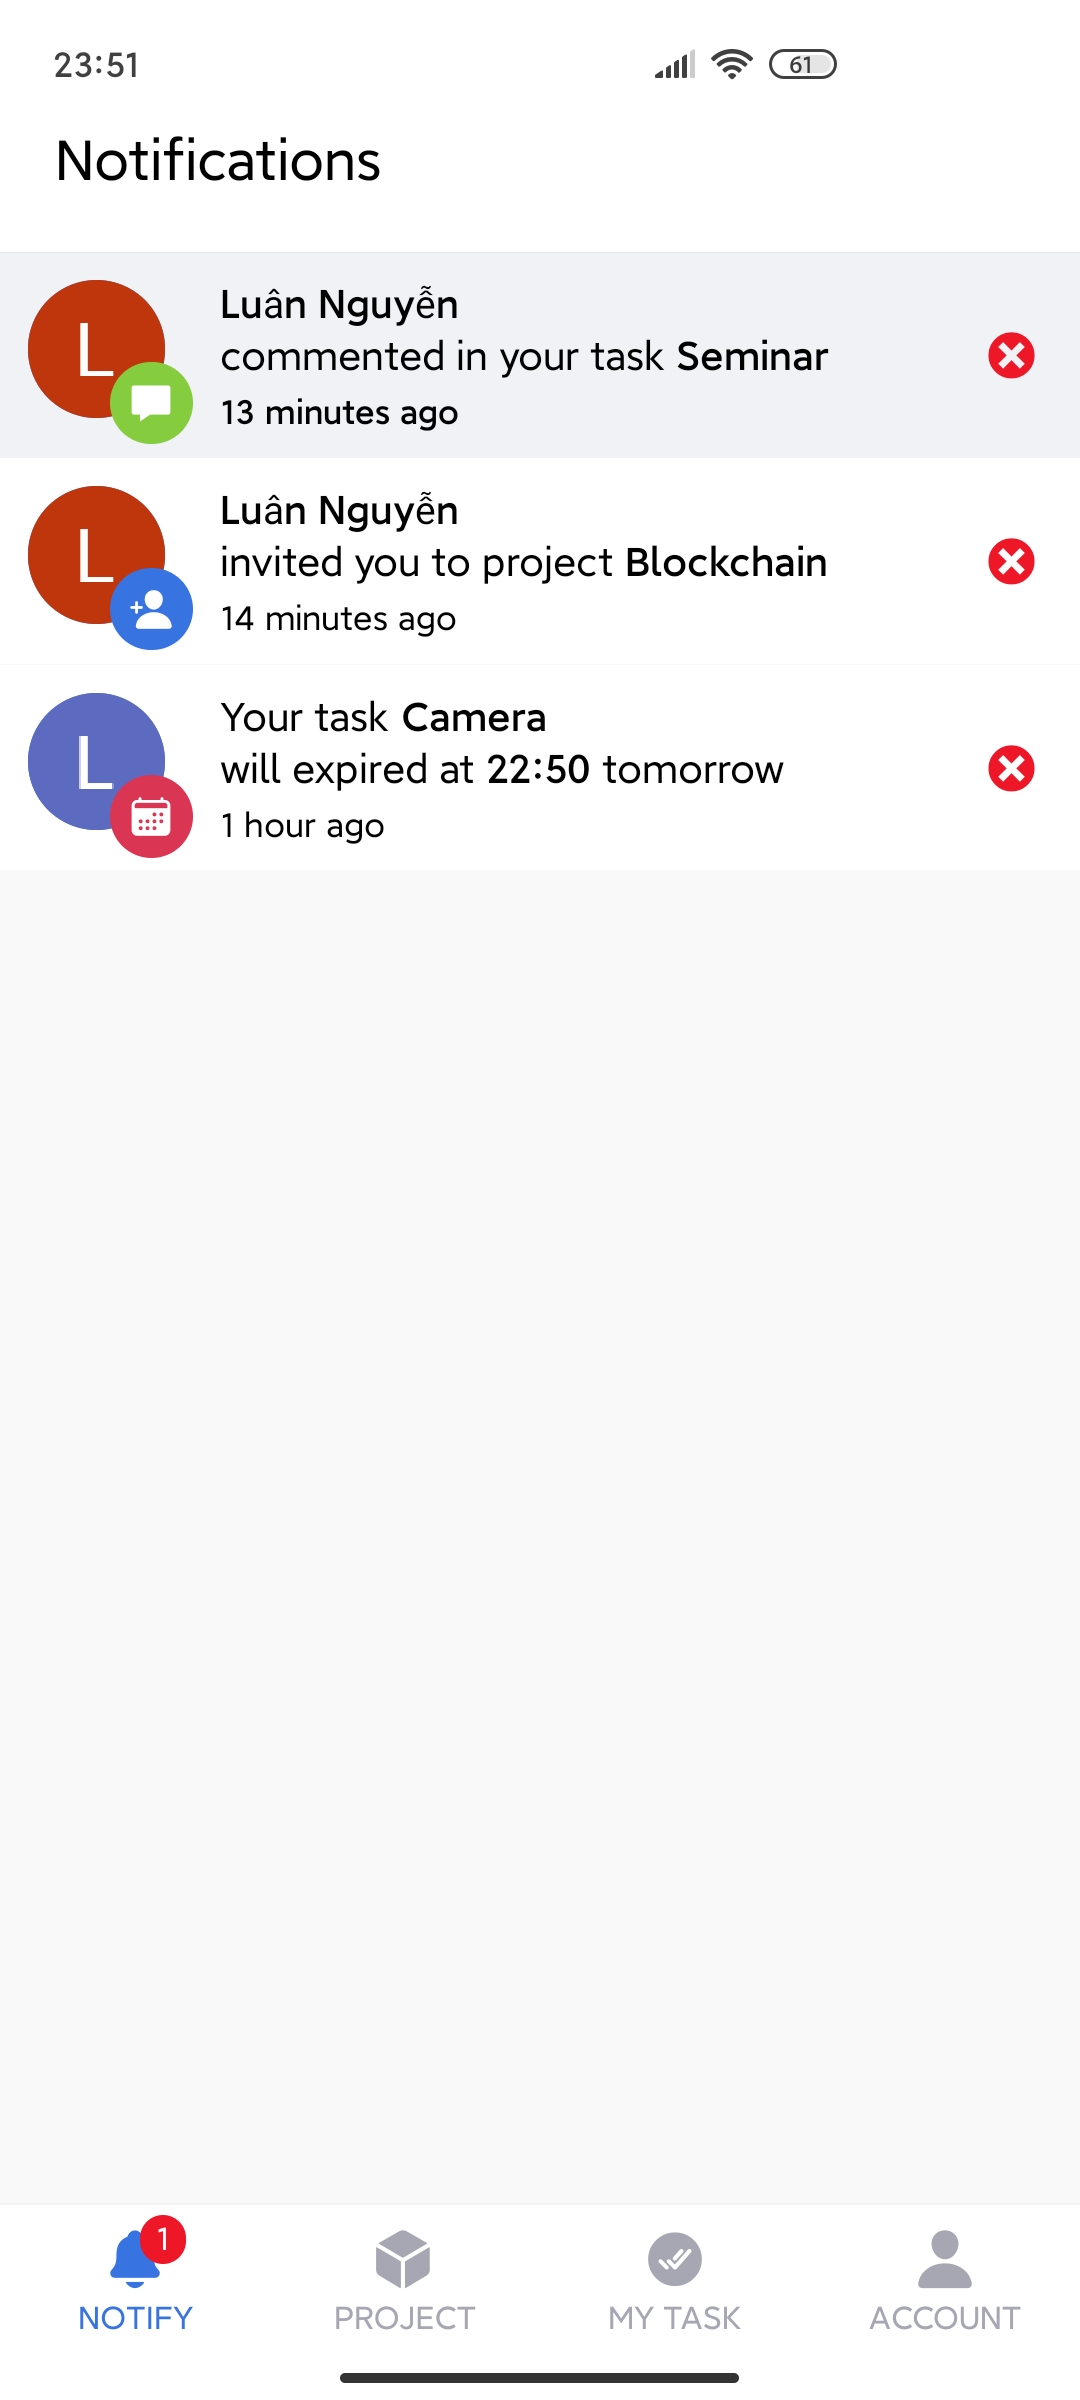 23:51
61
Notifications
L
Luân Nguyễn
commented in your task Seminar
13 minutes ago
L
Luân Nguyễn
invited you to project Blockchain
14 minutes ago
L
Your task Camera
will expired at 22:50 tomorrow
1 hour ago
1
NOTIFY PROJECT MY TASK ACCOUNT